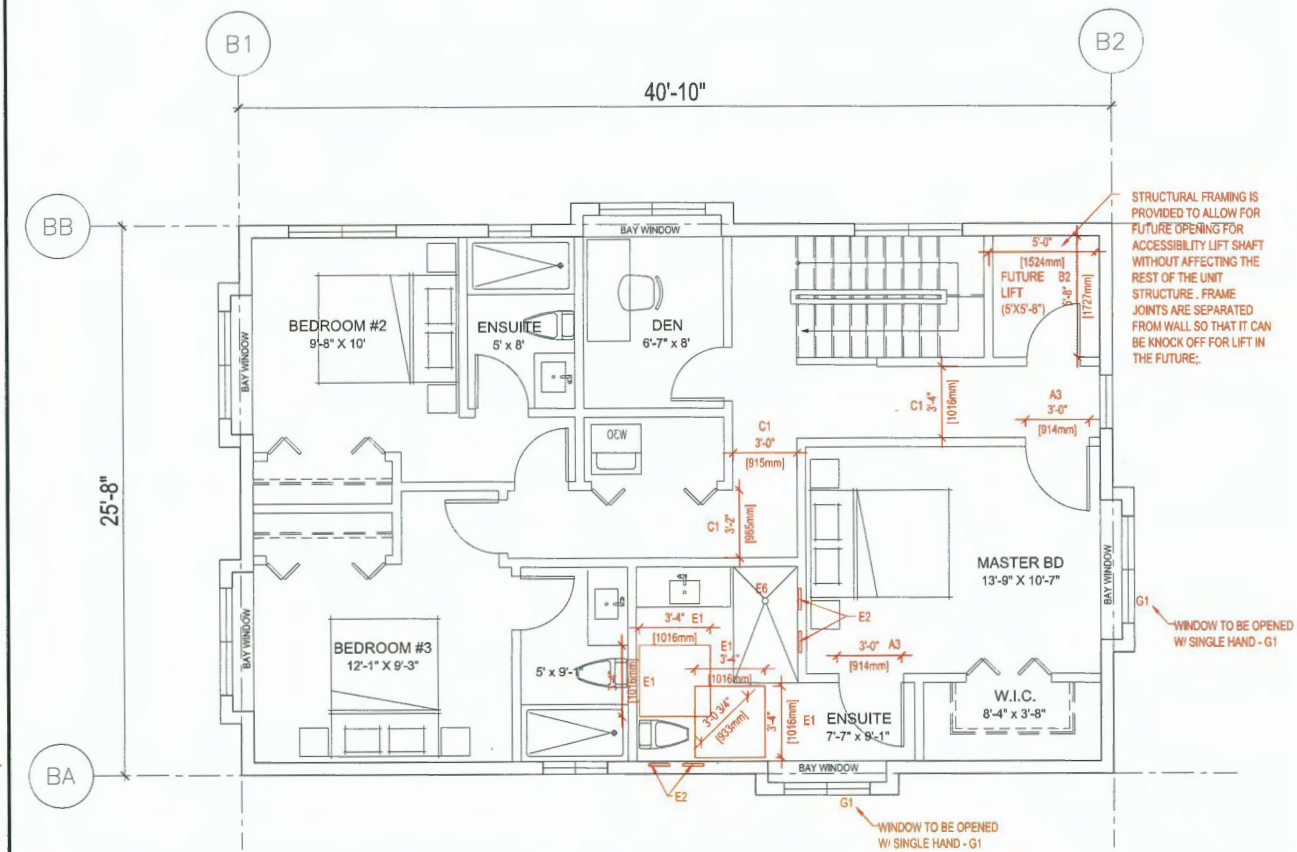 B1
B2
40'-10"
BB
BA
25'-8"
STRUCTURAL FRAMING IS
PROVIDED TO ALLOW FOR
FUTURE OPENING FOR
ACCESSIBILITY LIFT SHAFT
WITHOUT AFFECTING THE
REST OF THE UNIT
STRUCTURE . FRAME
JOINTS ARE SEPARATED
FROM WALL SO THAT IT CAN
BE KNOCK OFF FOR LIFT IN
THE FUTURE;.
BAY WINDOW
5'-0"
[1524mm]
FUTURE B2
LIFT
(5'X5'-8")
5'-8"
[1727mm]
BEDROOM #2
9'-8" X 10'
ENSUITE
5' x 8'
DEN
6'-7" x 8'
BAY WINDOW
C1
3'-4"
[1016mm]
A3
3'-0"
[914mm]
W30
C1
3'-0"
[915mm]
C1
3'-2"
[965mm]
MASTER BD
13'-9" X 10'-7"
BAY WINDOW
G1
WINDOW TO BE OPENED
W/ SINGLE HAND - G1
BAY WINDOW
BEDROOM #3
12'-1" X 9'-3"
5' x 9'-1"
E6
E2
3'-4" E1
[1016mm]
E1
3'-4"
[1016mm]
[1016mm]
E1
3'-0 3/4"
[933mm]
3'-4"
[1016mm]
E1
3'-0" A3
[914mm]
ENSUITE
7'-7" x 9'-1"
W.I.C.
8'-4" x 3'-8"
BAY WINDOW
E2
G1
WINDOW TO BE OPENED
W/ SINGLE HAND - G1